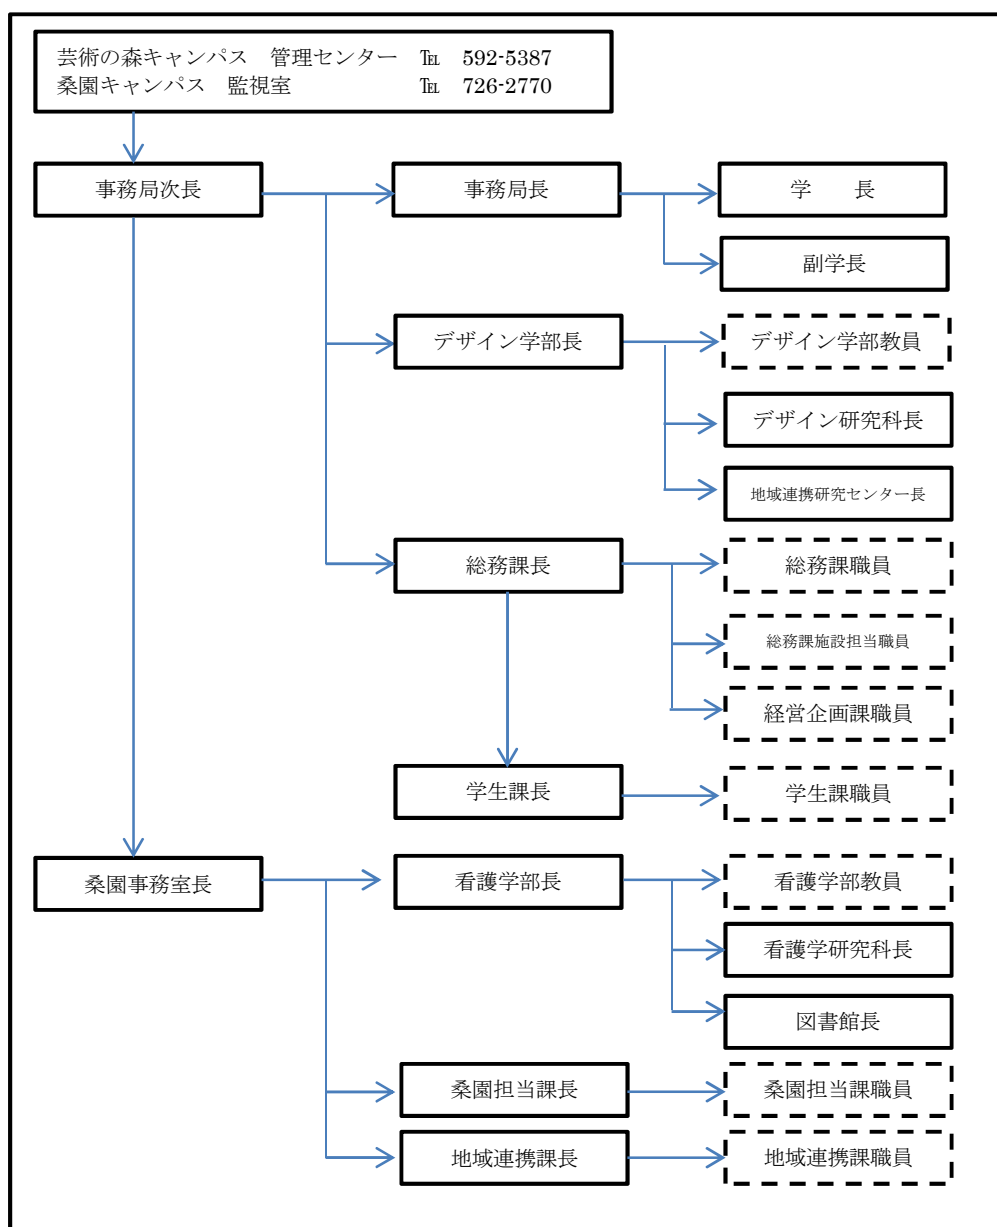 芸術の森キャンパス　管理センター　℡　592-5387
桑園キャンパス　監視室　℡　726-2770
事務局次長
事務局長
学　　長
副学長
デザイン学部長
デザイン学部教員
デザイン研究科長
地域連携研究センター長
総務課長
総務課職員
総務課施設担当職員
経営企画課職員
学生課長
学生課職員
桑園事務室長
看護学部長
看護学部教員
看護学研究科長
図書館長
桑園担当課長
桑園担当課職員
地域連携課長
地域連携課職員